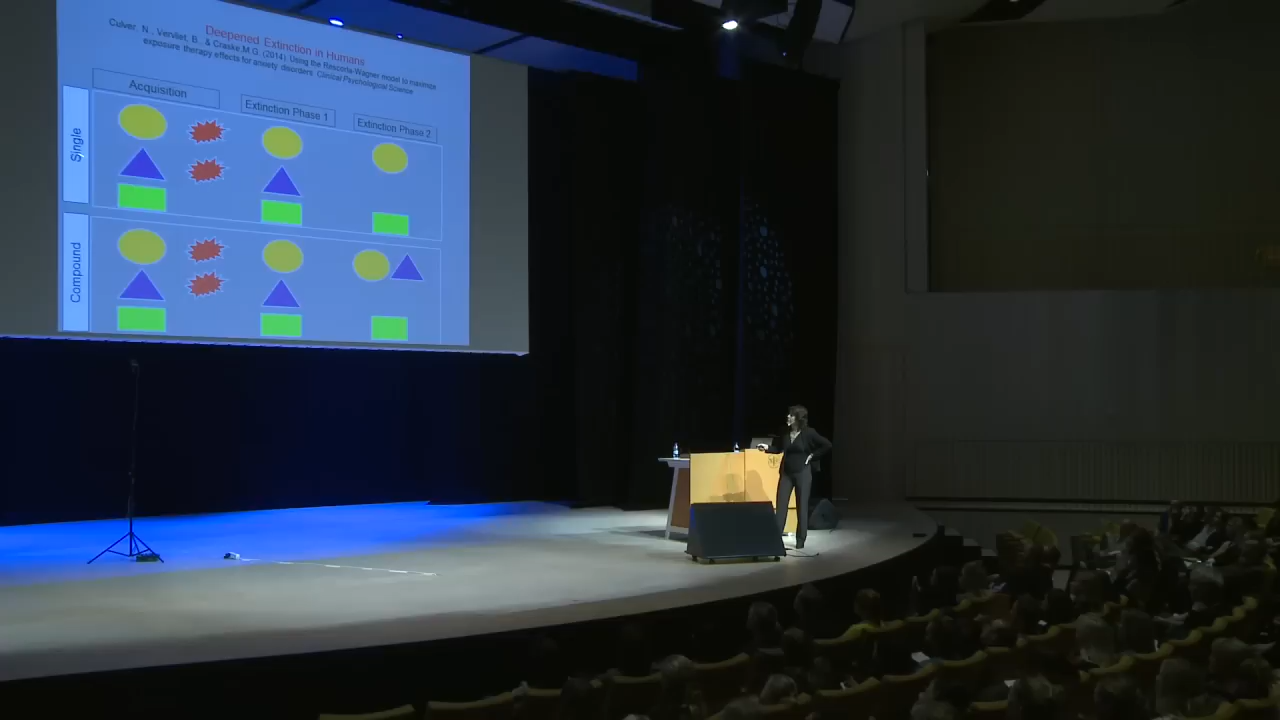 Deepened Extinction in Humans
Culver, N., Vervliet, B., & Craske, M.G. (2014). Using the Rescorla-Wagner model to maximize
exposure therapy effects for anxiety disorders. Clinical Psychological Science
Acquisition
Extinction Phase 1
Extinction Phase 2
Single
Compound